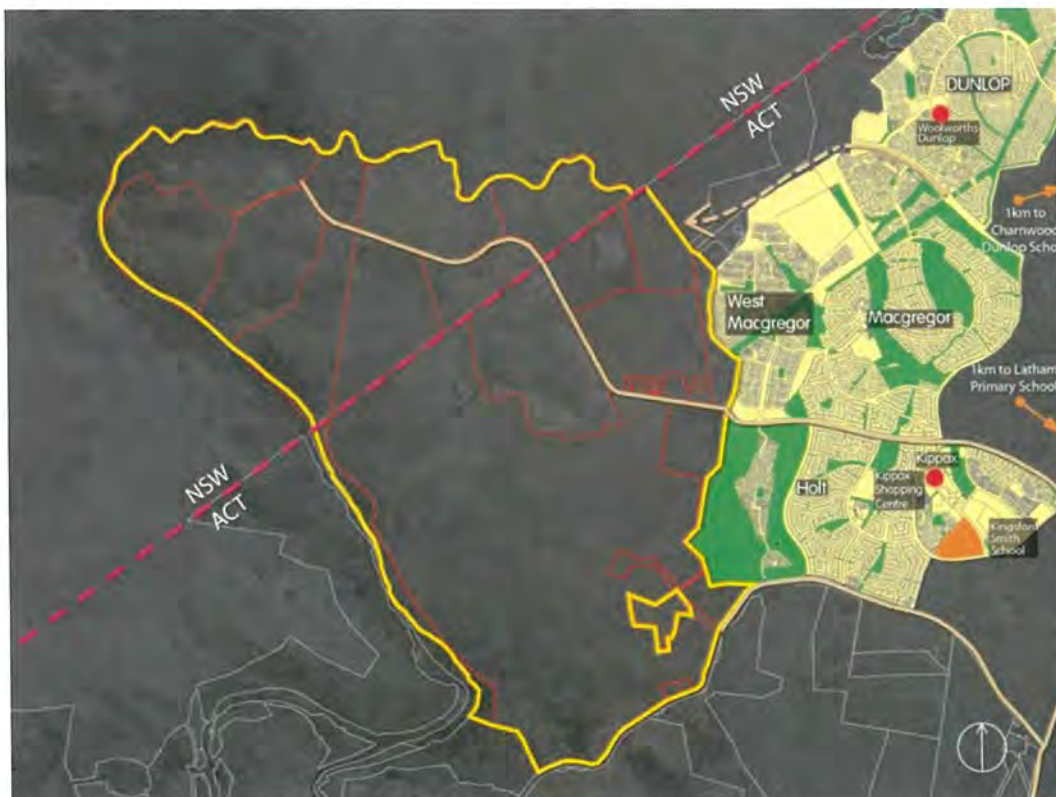 NSW
ACT
DUNLOP
Woolworths
Dunlop
1km to
Charnwood
Dunlop Scho
West
Macgregor
Macgregor
1km to Latham
Primary School
NSW
ACT
Holt
Kippax
Kippax
Shopping
Centre
Kingsford
Smith
School